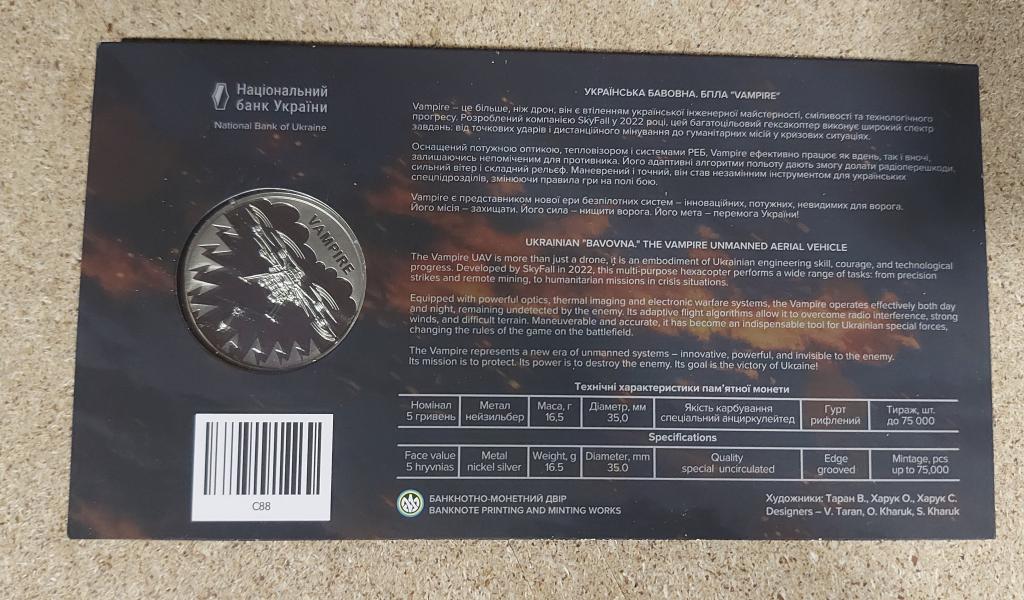 Національний
банк України
National Bank of Ukraine
VAMPIRE
C88
УКРАЇНСЬКА БАВОВНА. БПЛА "VAMPIRE"
Vampire – це більше, ніж дрон, він є втіленням української інженерної майстерності, сміливості та технологічного
прогресу. Розроблений компанією SkyFall у 2022 році, цей багатоцільовий гексакоптер виконує широкий спектр
завдань: від точкових ударів і дистанційного мінування до гуманітарних місій у кризових ситуаціях.
Оснащений потужною оптикою, тепловізором і системами РЕБ, Vampire ефективно працює як вдень, так і вночі,
залишаючись непоміченим для противника. Його адаптивні алгоритми польоту дають змогу долати радіоперешкоди,
сильний вітер і складний рельєф. Маневрений і точний, він став незамінним інструментом для українських
спецпідрозділів, змінюючи правила гри на полі бою.
Vampire є представником нової ери безпілотних систем – інноваційних, потужних, невидимих для ворога.
Його місія – захищати. Його сила – нищити ворога. Його мета – перемога України!
UKRAINIAN "BAVOVNA." THE VAMPIRE UNMANNED AERIAL VEHICLE
The Vampire UAV is more than just a drone, it is an embodiment of Ukrainian engineering skill, courage, and technological
progress. Developed by SkyFall in 2022, this multi-purpose hexacopter performs a wide range of tasks: from precision
strikes and remote mining, to humanitarian missions in crisis situations.
Equipped with powerful optics, thermal imaging and electronic warfare systems, the Vampire operates effectively both day
and night, remaining undetected by the enemy. Its adaptive flight algorithms allow it to overcome radio interference, strong
winds, and difficult terrain. Maneuverable and accurate, it has become an indispensable tool for Ukrainian special forces,
changing the rules of the game on the battlefield.
The Vampire represents a new era of unmanned systems – innovative, powerful, and invisible to the enemy.
Its mission is to protect. Its power is to destroy the enemy. Its goal is the victory of Ukraine!
Технічні характеристики пам'ятної монети
Номінал Метал Маса, г Діаметр, мм Якість карбування Гурт Тираж, шт.
5 гривень нейзильбер 16,5 35,0 спеціальний анциркулейтед рифлений до 75 000
Specifications
Face value Metal Weight, g Diameter, mm Quality Edge Mintage, pcs
5 hryvnias nickel silver 16.5 35.0 special uncirculated grooved up to 75,000
БАНКНОТНО-МОНЕТНИЙ ДВІР
BANKNOTE PRINTING AND MINTING WORKS
Художники: Таран В., Харук О., Харук С.
Designers – V. Taran, O. Kharuk, S. Kharuk